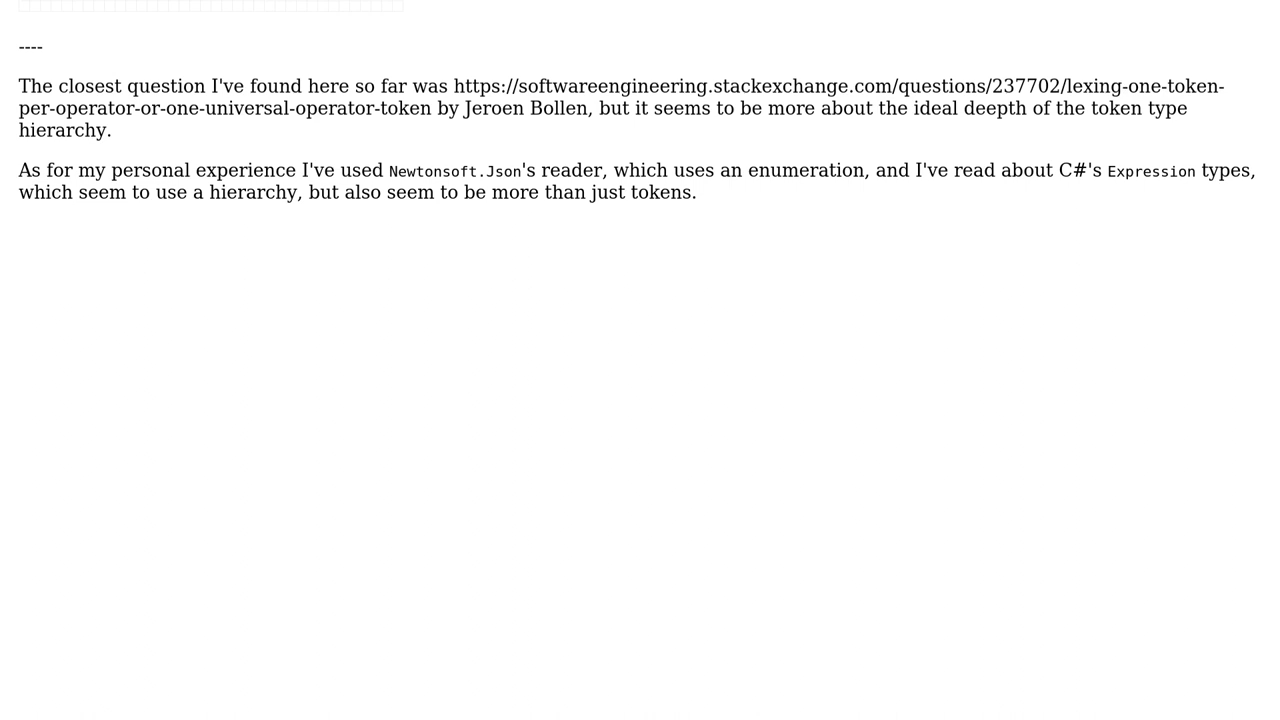 ----
The closest question I've found here so far was https://softwareengineering.stackexchange.com/questions/237702/lexing-one-token-
per-operator-or-one-universal-operator-token by Jeroen Bollen, but it seems to be more about the ideal deepth of the token type
hierarchy.
As for my personal experience I've used Newtonsoft.Json's reader, which uses an enumeration, and I've read about C#'s Expression types,
which seem to use a hierarchy, but also seem to be more than just tokens.